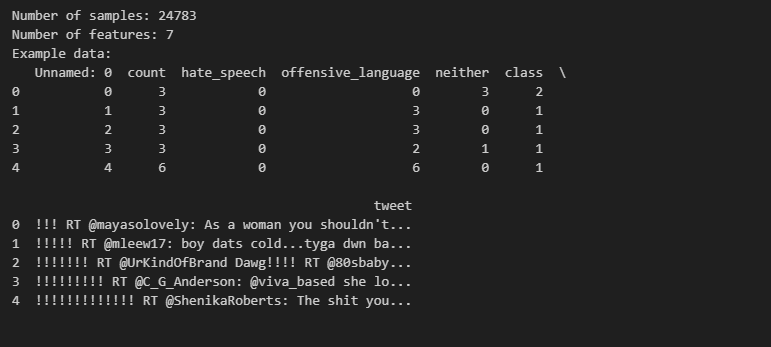 Number of samples: 24783
Number of features: 7
Example data:
   Unnamed: 0  count  hate_speech  offensive_language  neither  class  \
0           0      3            0                   0        3      2
1           1      3            0                   3        0      1
2           2      3            0                   3        0      1
3           3      3            0                   2        1      1
4           4      6            0                   6        0      1
                                               tweet
0  !!! RT @mayasolovely: As a woman you shouldn't...
1  !!!!! RT @mleew17: boy dats cold...tyga dwn ba...
2  !!!!!!! RT @UrKindOfBrand Dawg!!!! RT @80sbaby...
3  !!!!!!!!! RT @C_G_Anderson: @viva_based she lo...
4  !!!!!!!!!!!!! RT @ShenikaRoberts: The shit you...